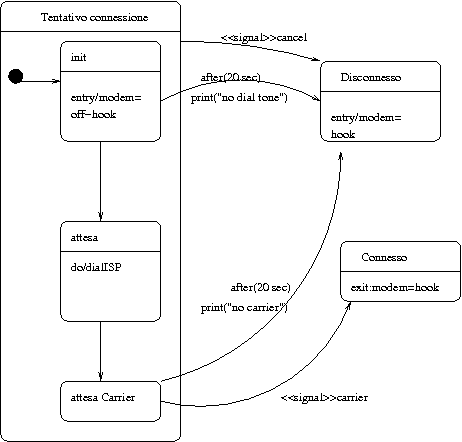 Tentativo connessione
<<signal>>cancel
init
after(20 sec)
Disconnesso
print("no dial tone")
entry/modem=
off-hook
entry/modem=
hook
attesa
do/dialISP
Connesso
after(20 sec)
exit:modem=hook
print("no carrier")
attesa Carrier
<<signal>>carrier